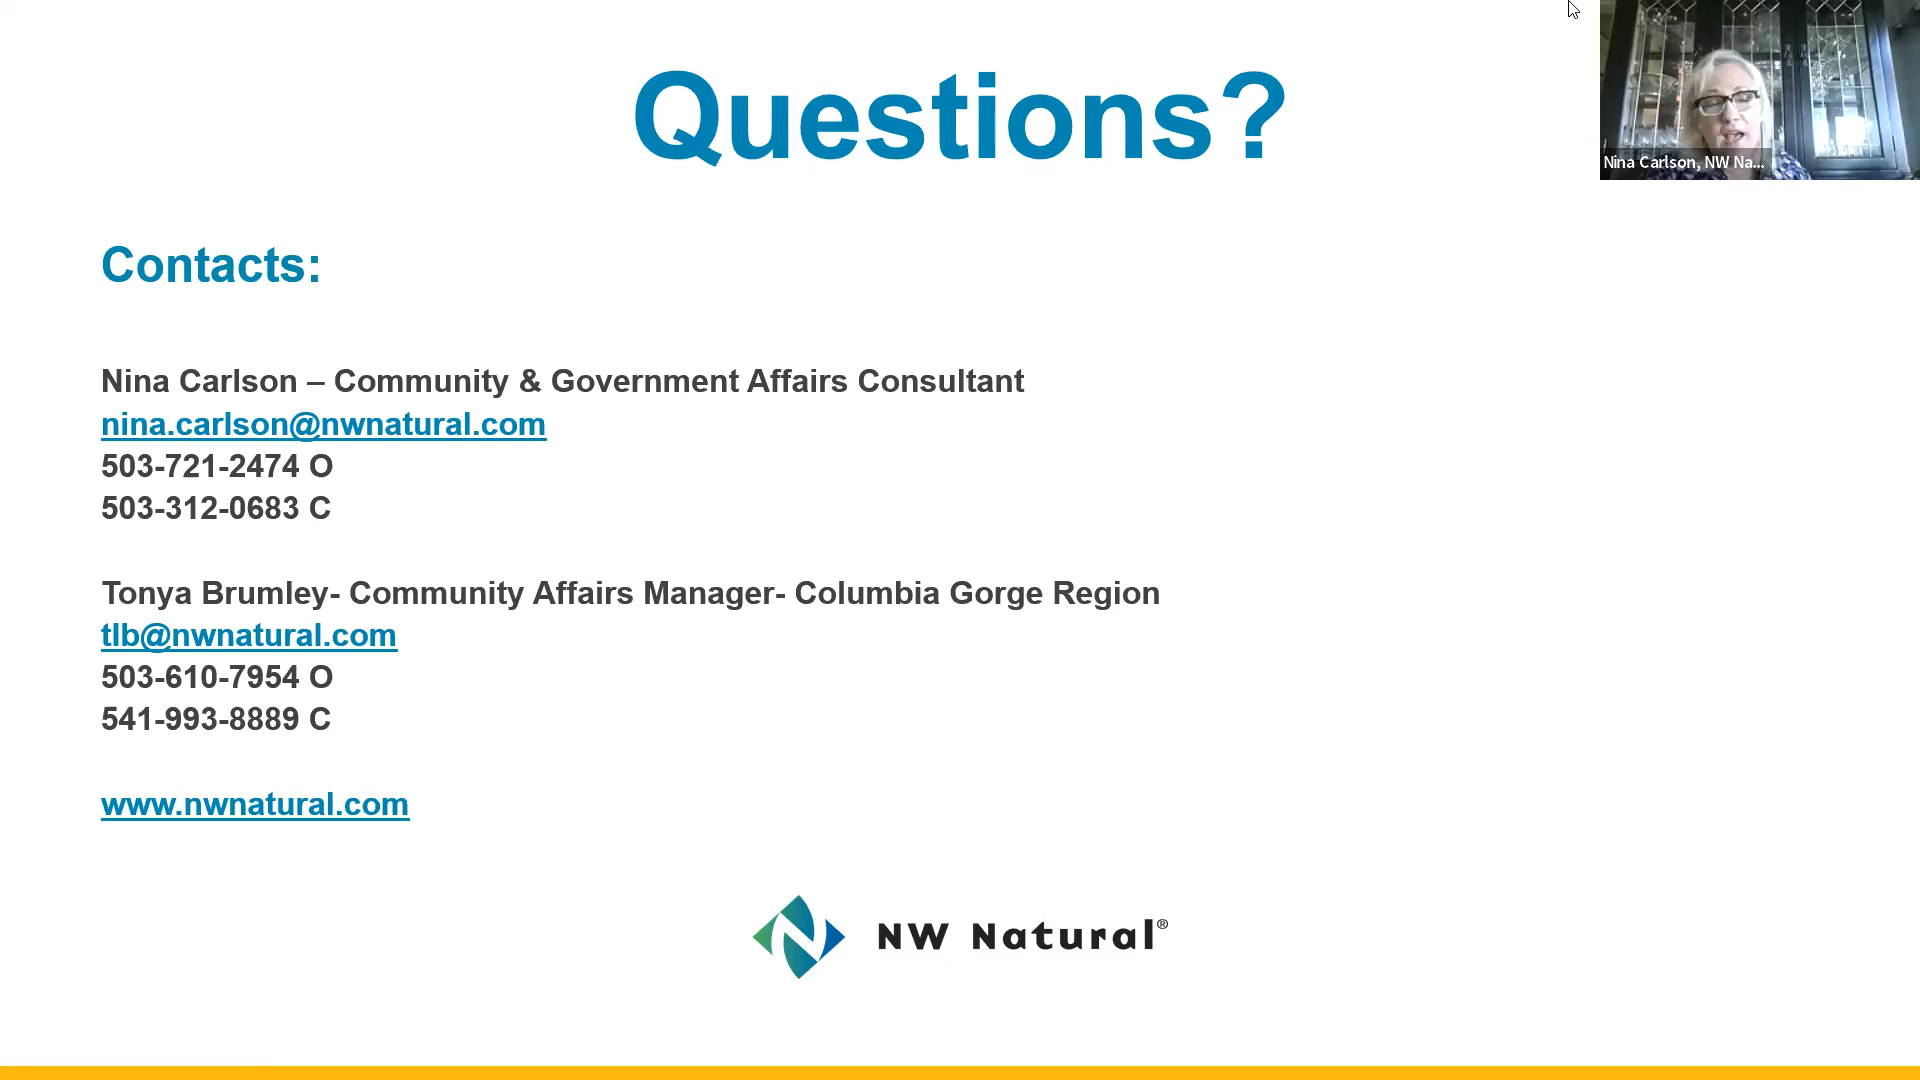 Questions?
Nina Carlson, NW Na...
Contacts:
Nina Carlson – Community & Government Affairs Consultant
nina.carlson@nwnatural.com
503-721-2474 O
503-312-0683 C
Tonya Brumley- Community Affairs Manager- Columbia Gorge Region
tlb@nwnatural.com
503-610-7954 O
541-993-8889 C
www.nwnatural.com
NW Natural®